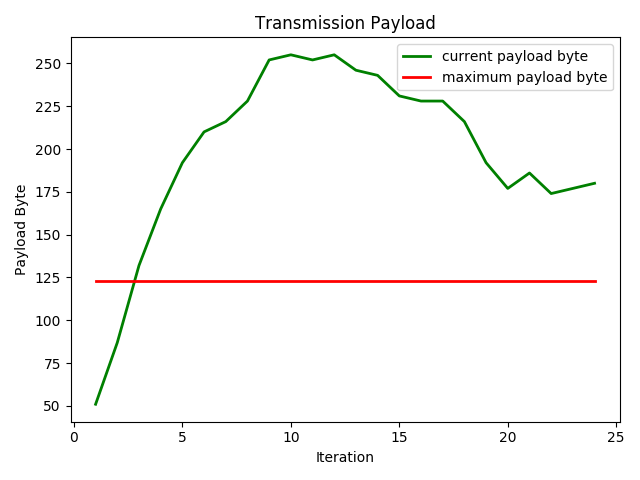 Transmission Payload
current payload byte
maximum payload byte
Payload Byte
250
225
200
175
150
125
100
75
50
0 5 10 15 20 25
Iteration